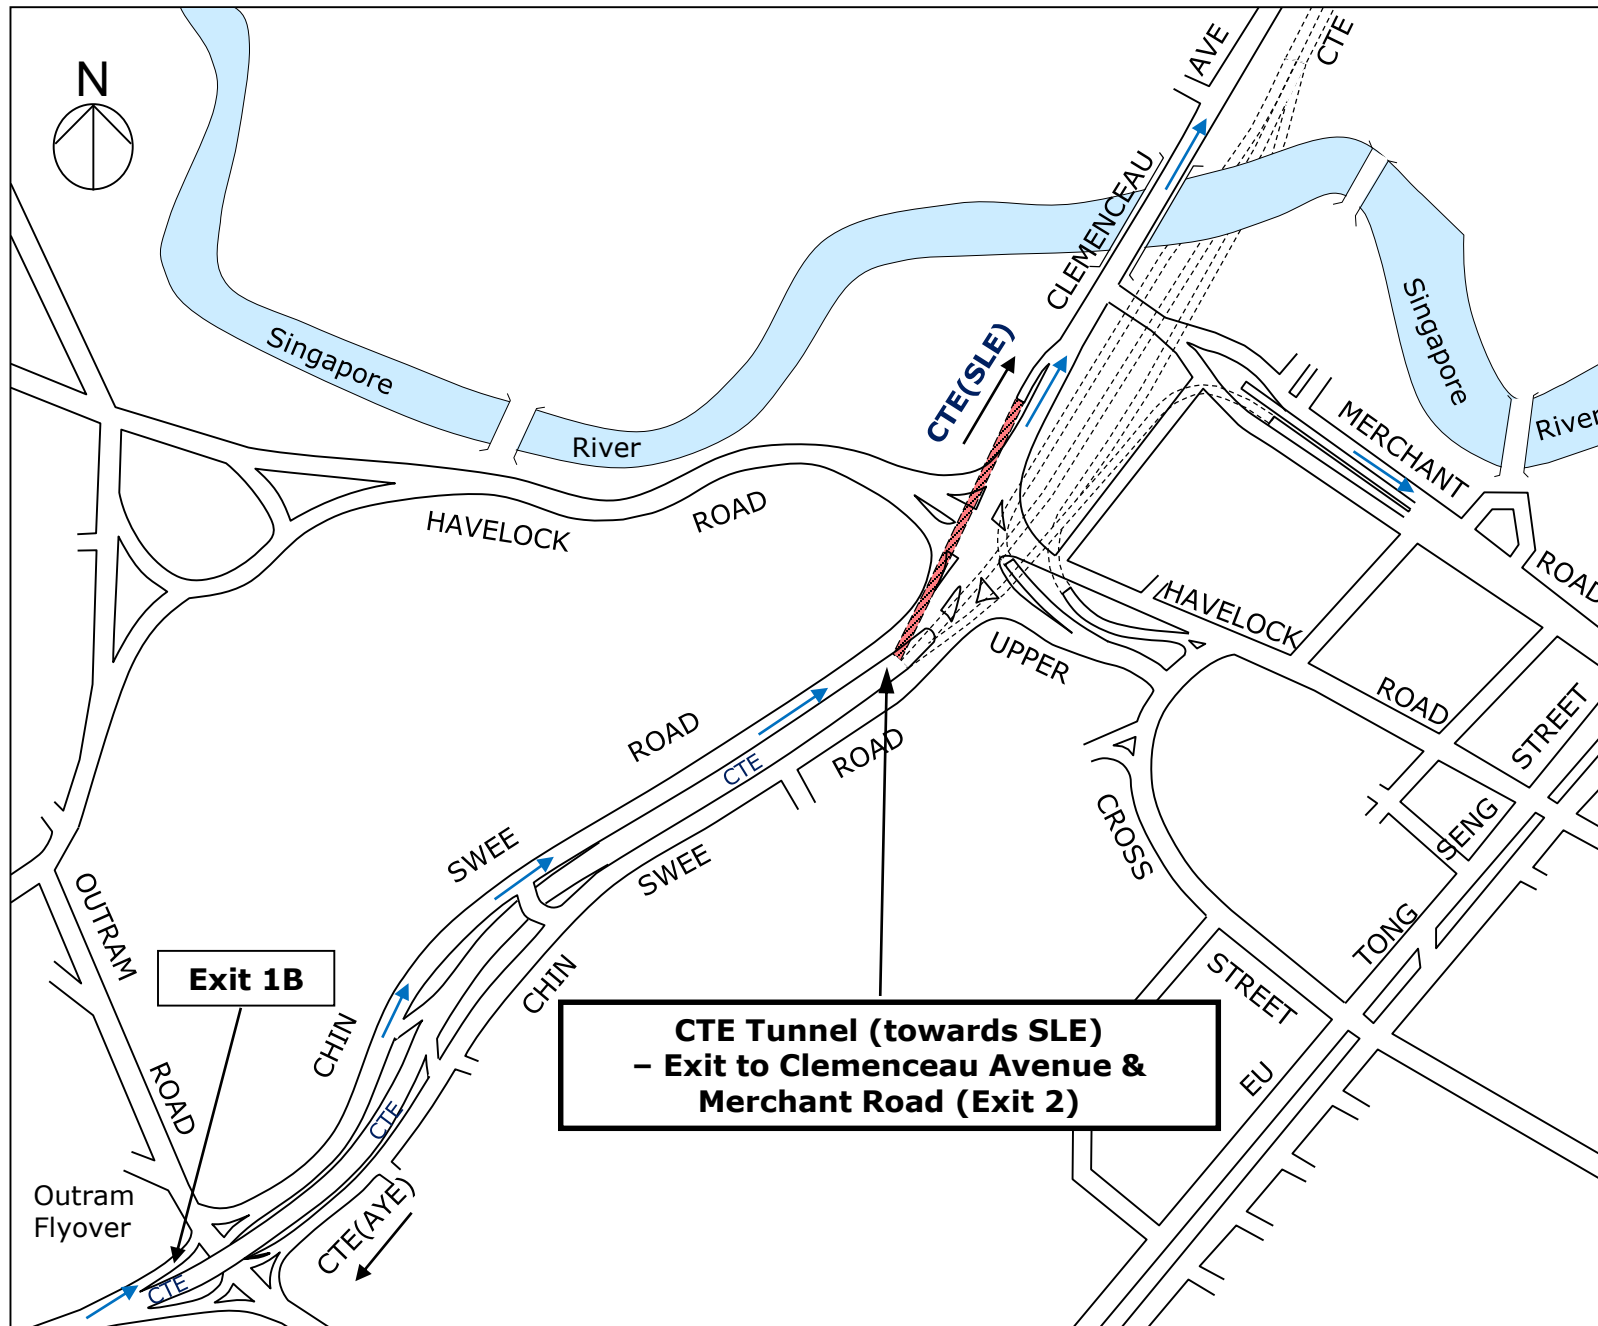 N
AVE
CTE
CLEMENCEAU
Singapore
River
CTE(SLE)
Singapore
River
MERCHANT
ROAD
HAVELOCK
ROAD
HAVELOCK
ROAD
UPPER
CROSS
STREET
STREET
SENG
TONG
EU
ROAD
CTE
ROAD
SWEE
SWEE
CHIN
CHIN
OUTRAM
ROAD
Exit 1B
CTE
CTE(AYE)
Outram
Flyover
CTE
CTE Tunnel (towards SLE)
– Exit to Clemenceau Avenue &
Merchant Road (Exit 2)